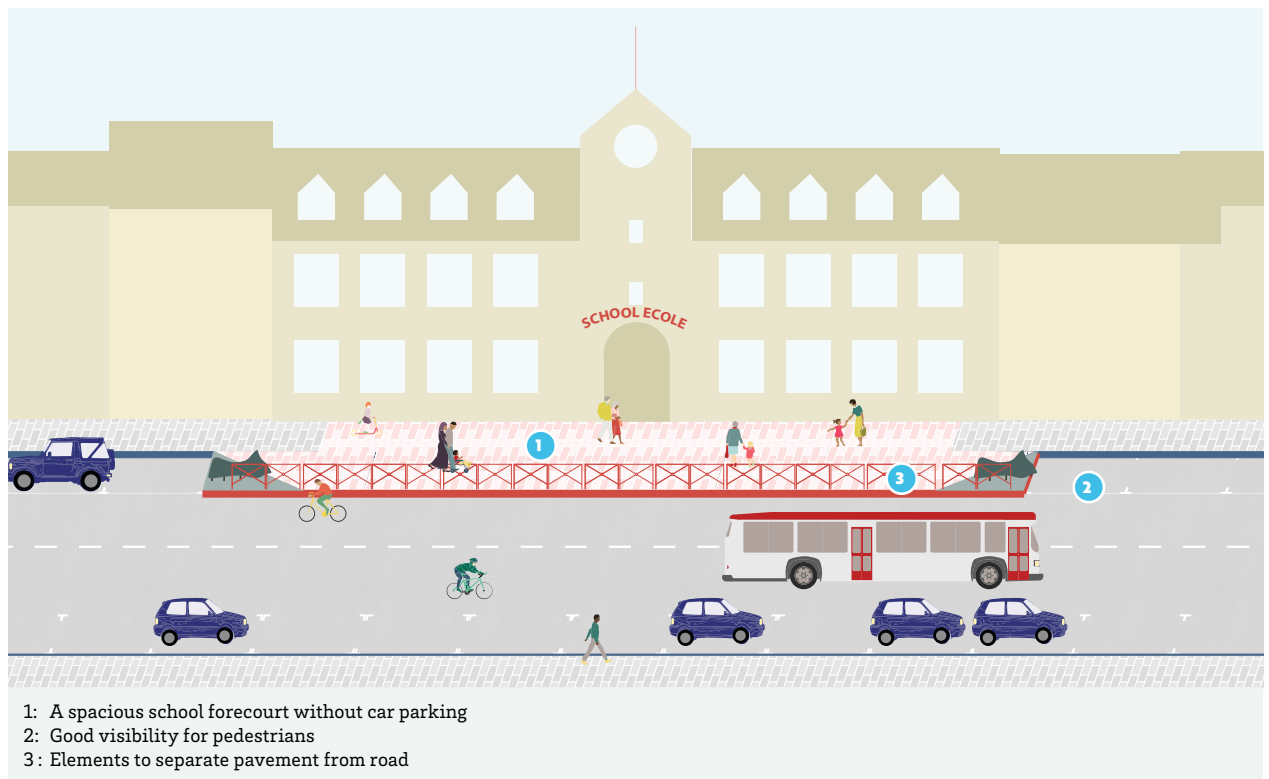 SCHOOL ECOLE
1
3
2
1: A spacious school forecourt without car parking
2: Good visibility for pedestrians
3: Elements to separate pavement from road